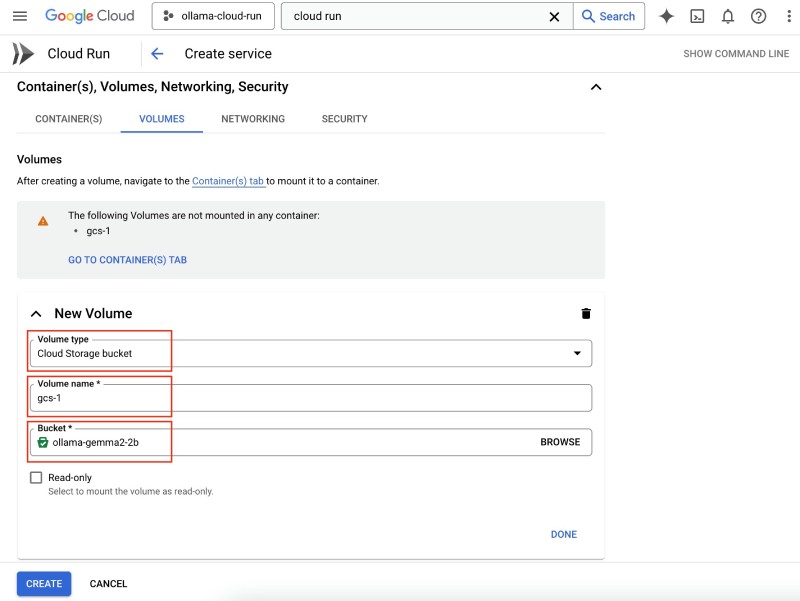 Google Cloud
ollama-cloud-run
cloud run
Search
Cloud Run
Create service
SHOW COMMAND LINE
Container(s), Volumes, Networking, Security
CONTAINER(S)
VOLUMES
NETWORKING
SECURITY
Volumes
After creating a volume, navigate to the Container(s) tab to mount it to a container.
The following Volumes are not mounted in any container:
• gcs-1
GO TO CONTAINER(S) TAB
New Volume
Volume type
Cloud Storage bucket
Volume name *
gcs-1
Bucket *
ollama-gemma2-2b
BROWSE
Read-only
Select to mount the volume as read-only.
DONE
CREATE
CANCEL